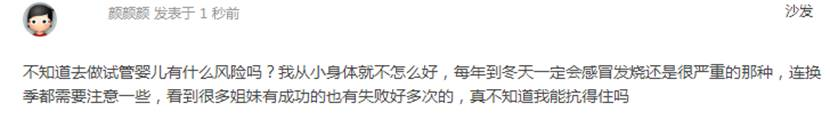 颜颜颜 发表于 1 秒前
沙发
不知道去做试管婴儿有什么风险吗？我从小身体就不怎么好，每年到冬天一定会感冒发烧还是很严重的那种，连换
季都需要注意一些，看到很多姐妹有成功的也有失败好多次的，真不知道我能抗得住吗